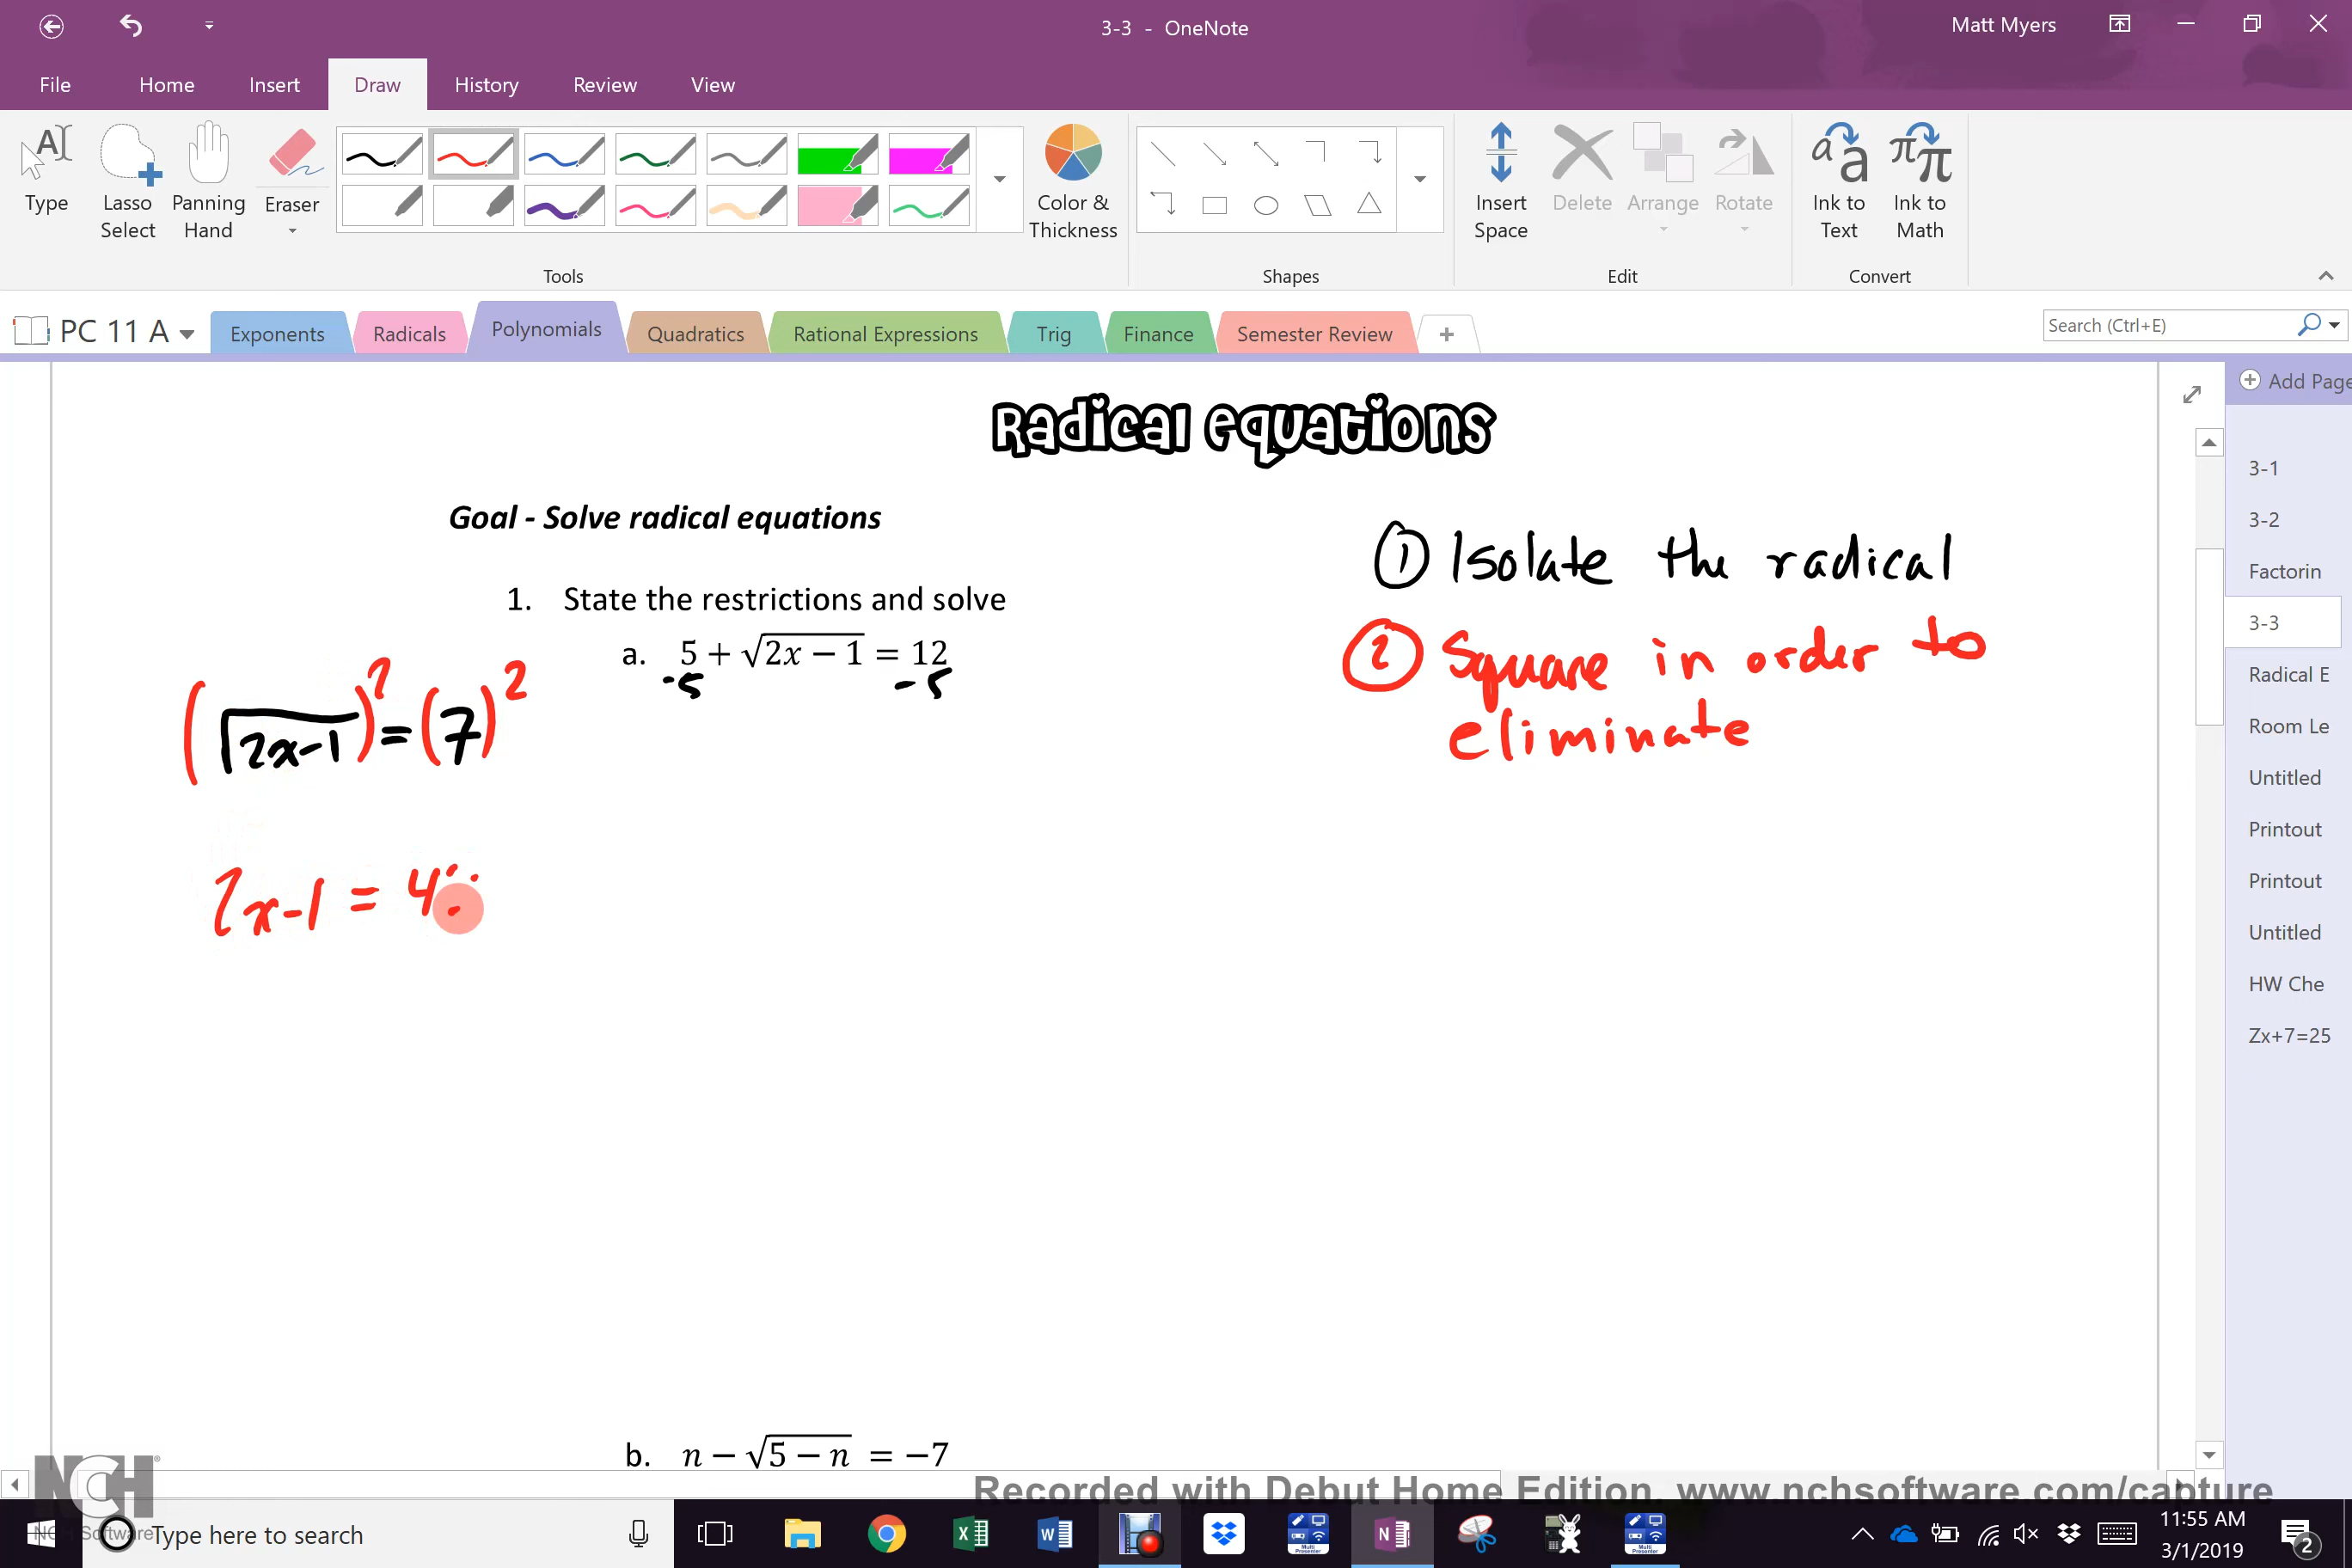 3-3 - OneNote
Matt Myers
File Home Insert Draw History Review View
Type
Lasso Select
Panning Hand
Eraser
Color & Thickness
Insert Space
Delete
Arrange
Rotate
Ink to Text
Ink to Math
Tools
Shapes
Edit
Convert
PC 11 A
Exponents Radicals Polynomials Quadratics Rational Expressions Trig Finance Semester Review
Search (Ctrl+E)
Add Page
3-1
3-2
Factorin
3-3
Radical E
Room Le
Untitled
Printout
Printout
Untitled
HW Che
Zx+7=25
Radical equations
Goal - Solve radical equations
1. State the restrictions and solve
a. 5 + √(2x − 1) = 12
-5 -5
(√(2x-1))² = (7)²
2x-1 = 4
① Isolate the radical
② Square in order to
eliminate
b. n − √(5 − n) = −7
NCH®
NCH Software
Recorded with Debut Home Edition. www.nchsoftware.com/capture
Type here to search
11:55 AM
3/1/2019
2